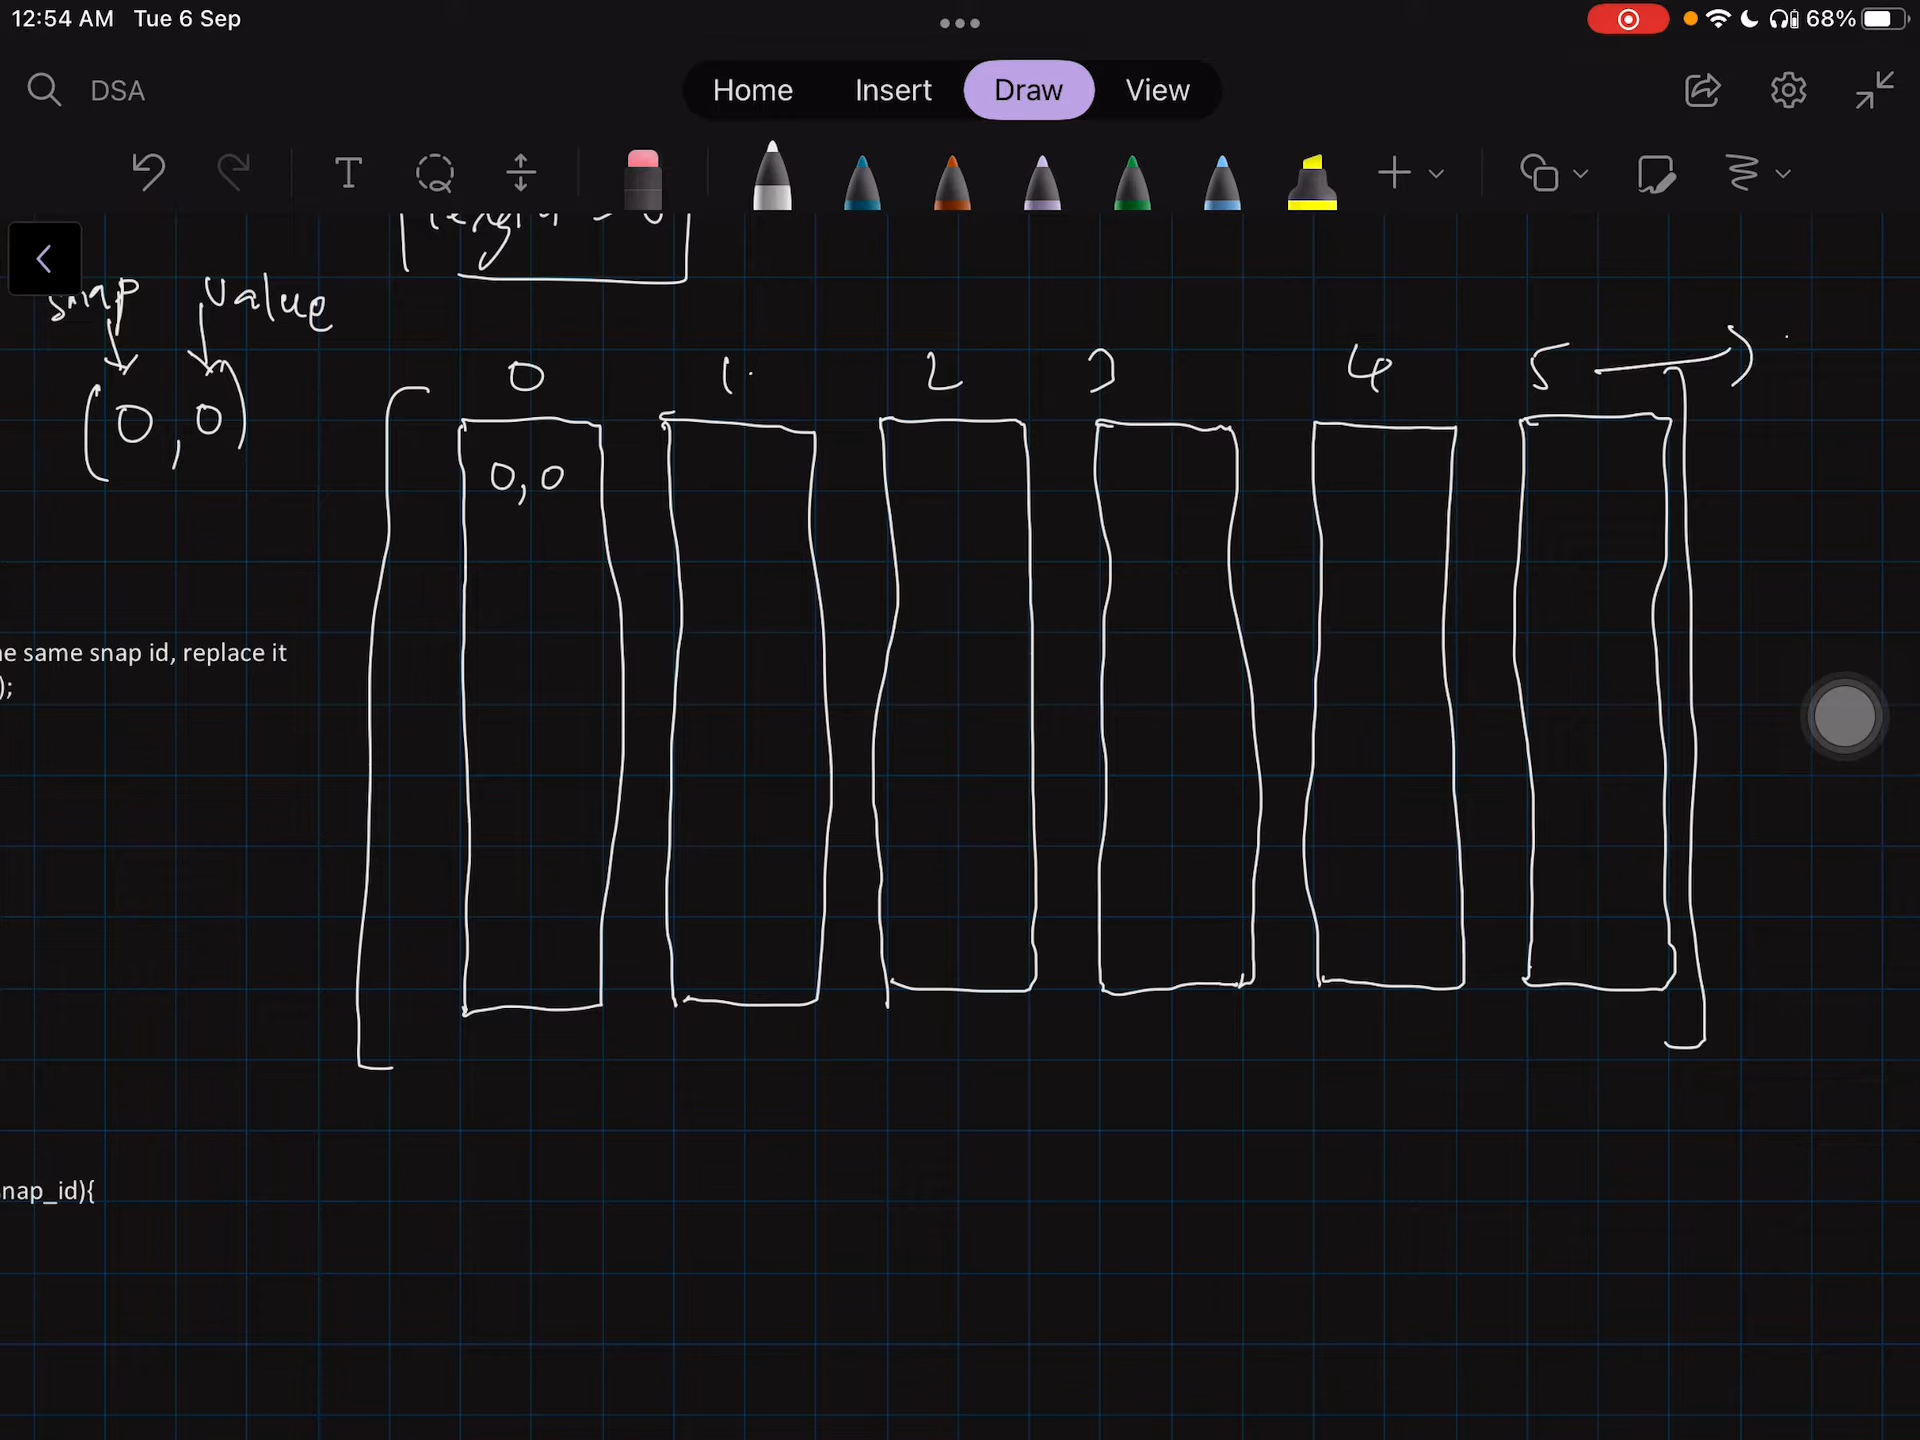 12:54 AM Tue 6 Sep
68%
DSA
Home Insert Draw View
T
snap value
(0, 0)
0 1 2 3 4 5
0, 0
e same snap id, replace it
);
nap_id){